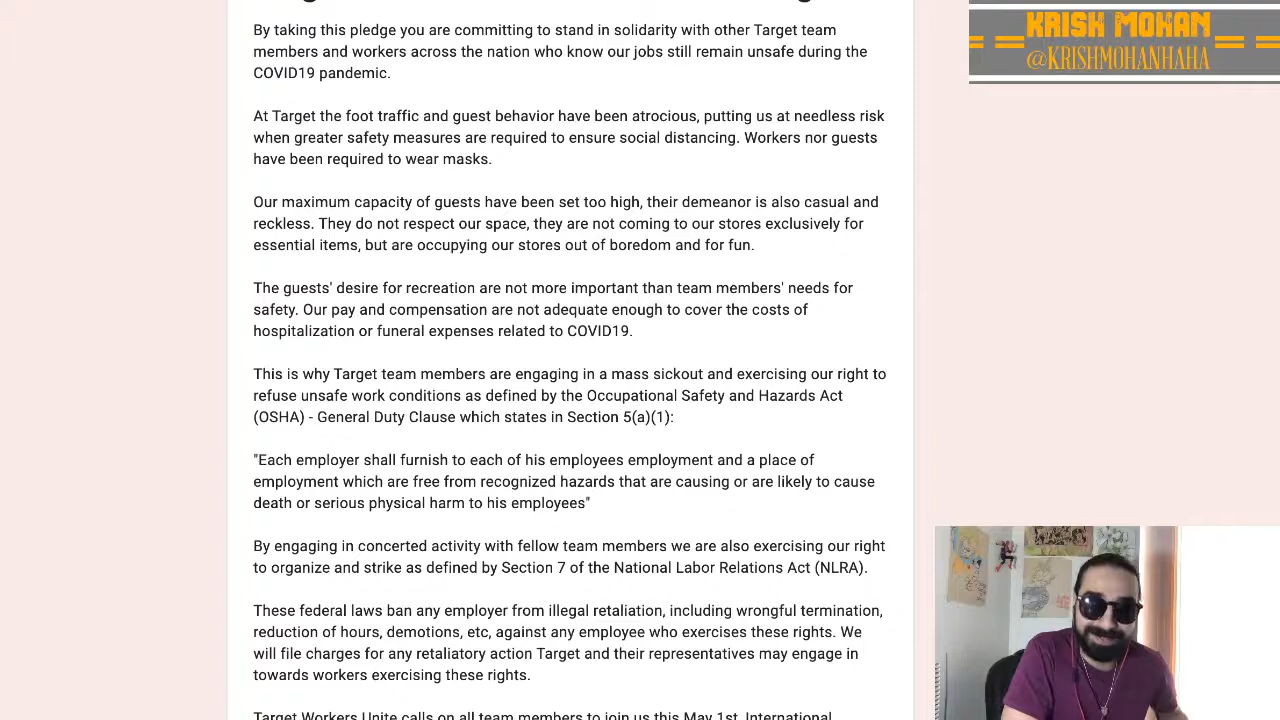 KRISH MOHAN
@KRISHMOHANHAHA
By taking this pledge you are committing to stand in solidarity with other Target team
members and workers across the nation who know our jobs still remain unsafe during the
COVID19 pandemic.
At Target the foot traffic and guest behavior have been atrocious, putting us at needless risk
when greater safety measures are required to ensure social distancing. Workers nor guests
have been required to wear masks.
Our maximum capacity of guests have been set too high, their demeanor is also casual and
reckless. They do not respect our space, they are not coming to our stores exclusively for
essential items, but are occupying our stores out of boredom and for fun.
The guests' desire for recreation are not more important than team members' needs for
safety. Our pay and compensation are not adequate enough to cover the costs of
hospitalization or funeral expenses related to COVID19.
This is why Target team members are engaging in a mass sickout and exercising our right to
refuse unsafe work conditions as defined by the Occupational Safety and Hazards Act
(OSHA) - General Duty Clause which states in Section 5(a)(1):
"Each employer shall furnish to each of his employees employment and a place of
employment which are free from recognized hazards that are causing or are likely to cause
death or serious physical harm to his employees"
By engaging in concerted activity with fellow team members we are also exercising our right
to organize and strike as defined by Section 7 of the National Labor Relations Act (NLRA).
These federal laws ban any employer from illegal retaliation, including wrongful termination,
reduction of hours, demotions, etc, against any employee who exercises these rights. We
will file charges for any retaliatory action Target and their representatives may engage in
towards workers exercising these rights.
Target Workers Unite calls on all team members to join us this May 1st, International